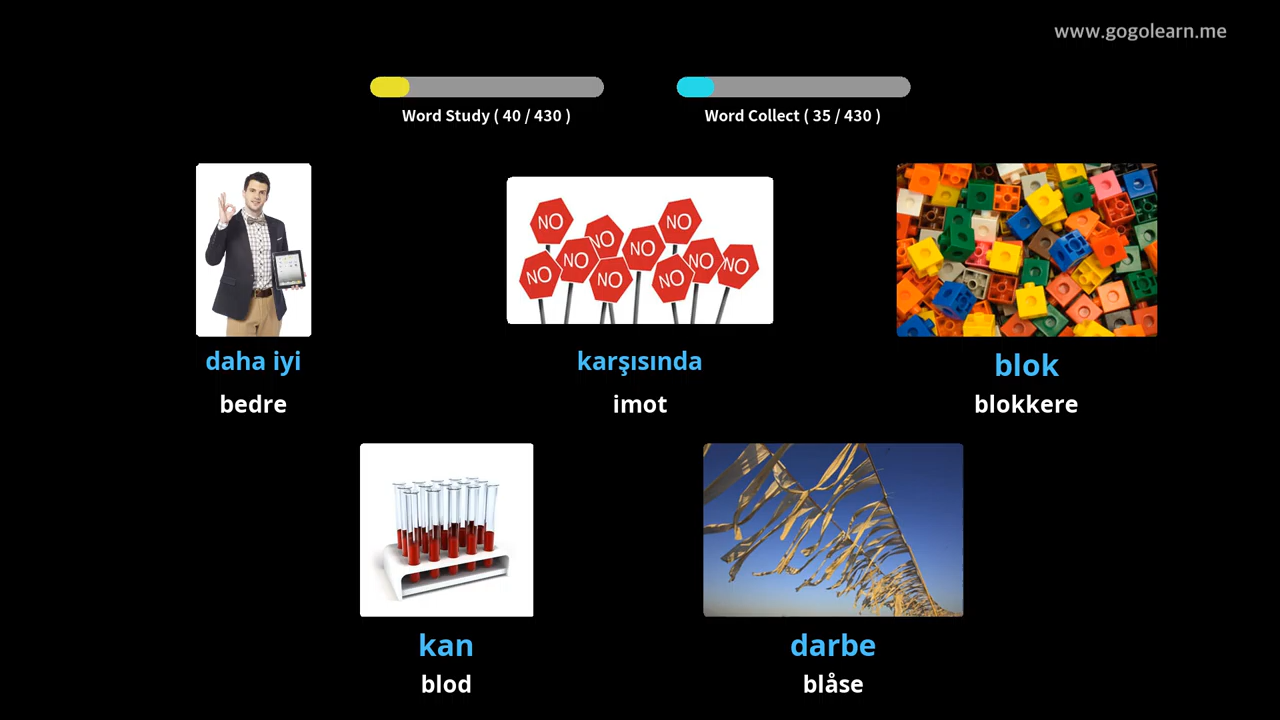 www.gogolearn.me
Word Study ( 40 / 430 )
Word Collect ( 35 / 430 )
NO
NO
NO
NO
NO
NO
NO
NO
NO
NO
daha iyi
karşısında
blok
bedre
imot
blokkere
kan
darbe
blod
blåse